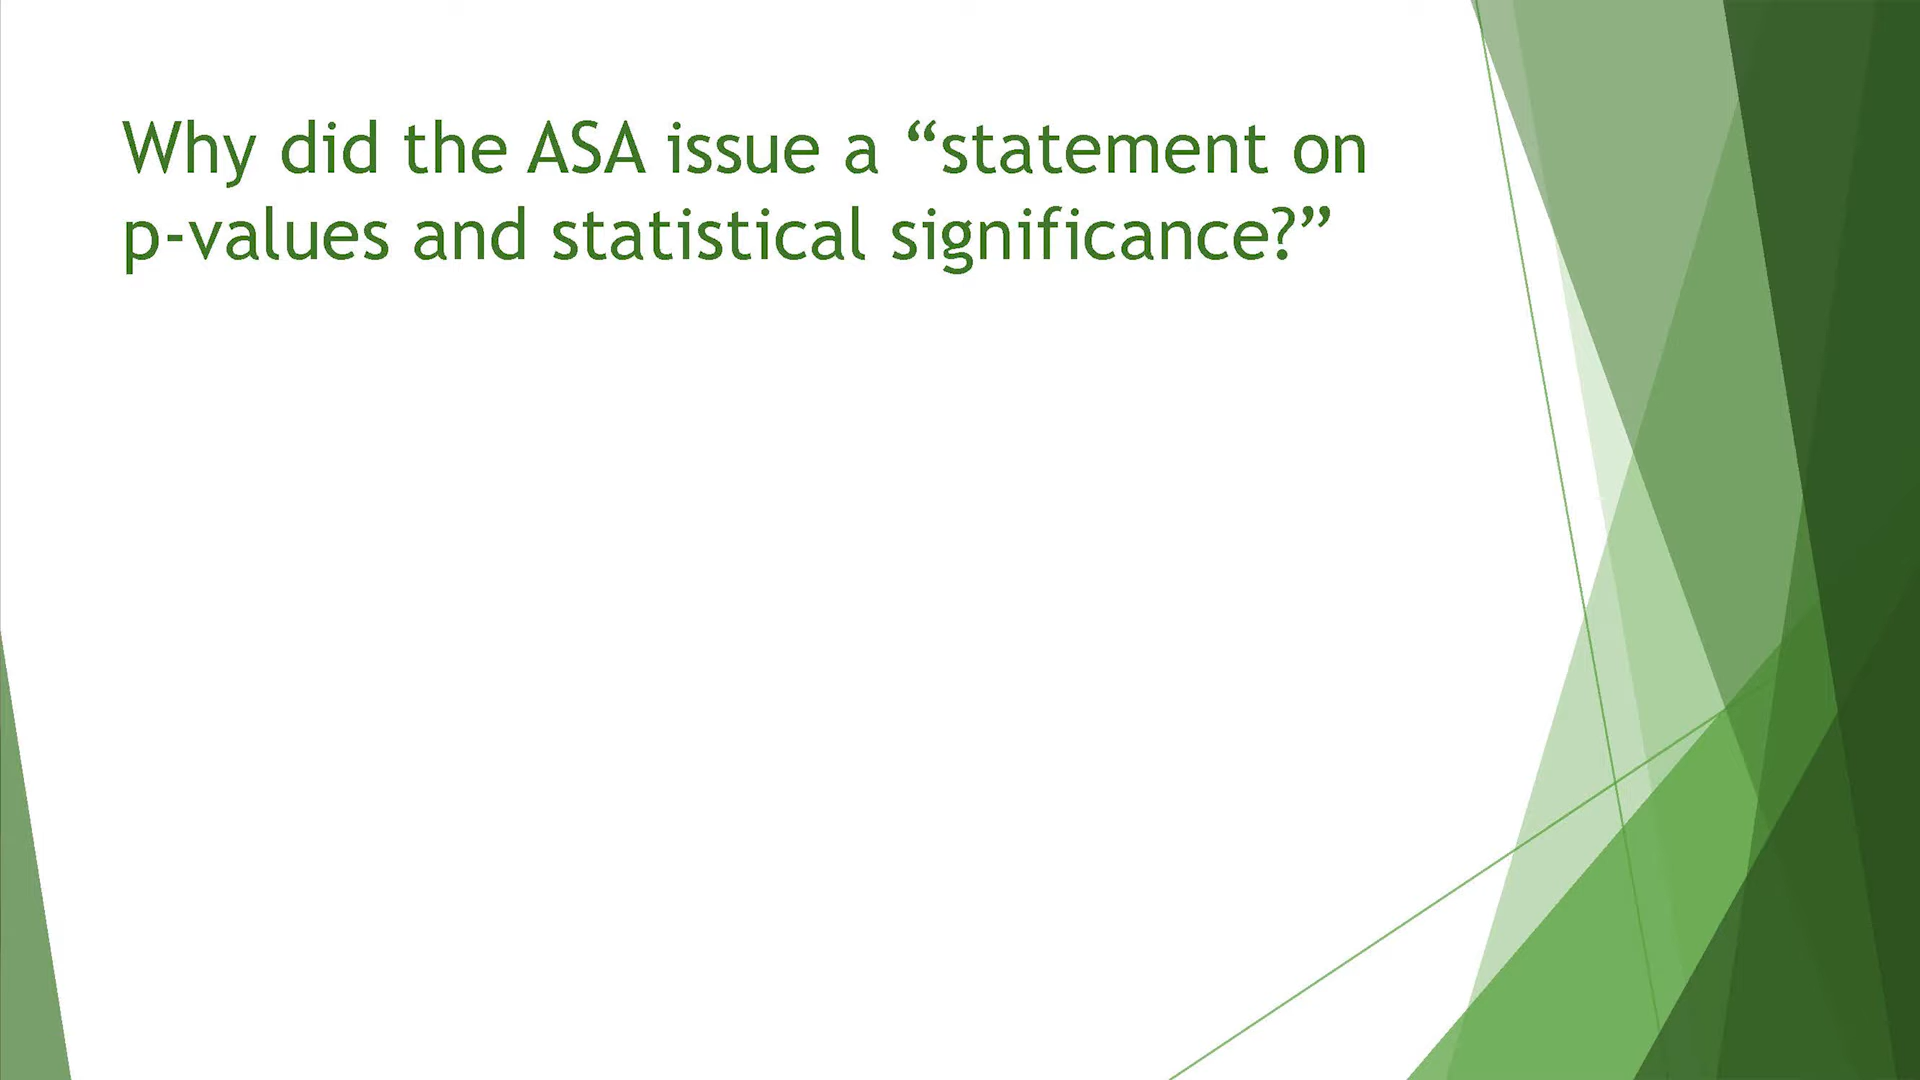 Why did the ASA issue a “statement on
p-values and statistical significance?”